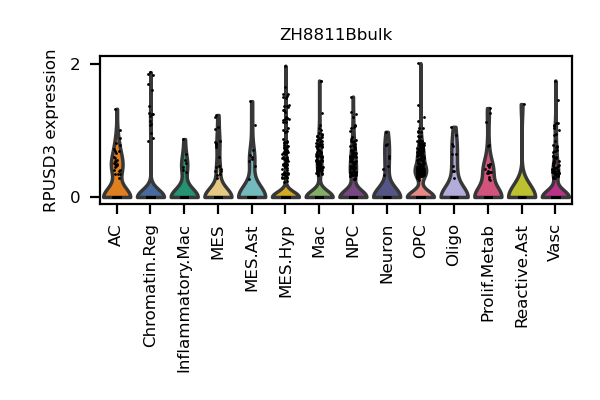 ZH8811Bbulk
RPUSD3 expression
2
0
AC
Chromatin.Reg
Inflammatory.Mac
MES
MES.Ast
MES.Hyp
Mac
NPC
Neuron
OPC
Oligo
Prolif.Metab
Reactive.Ast
Vasc